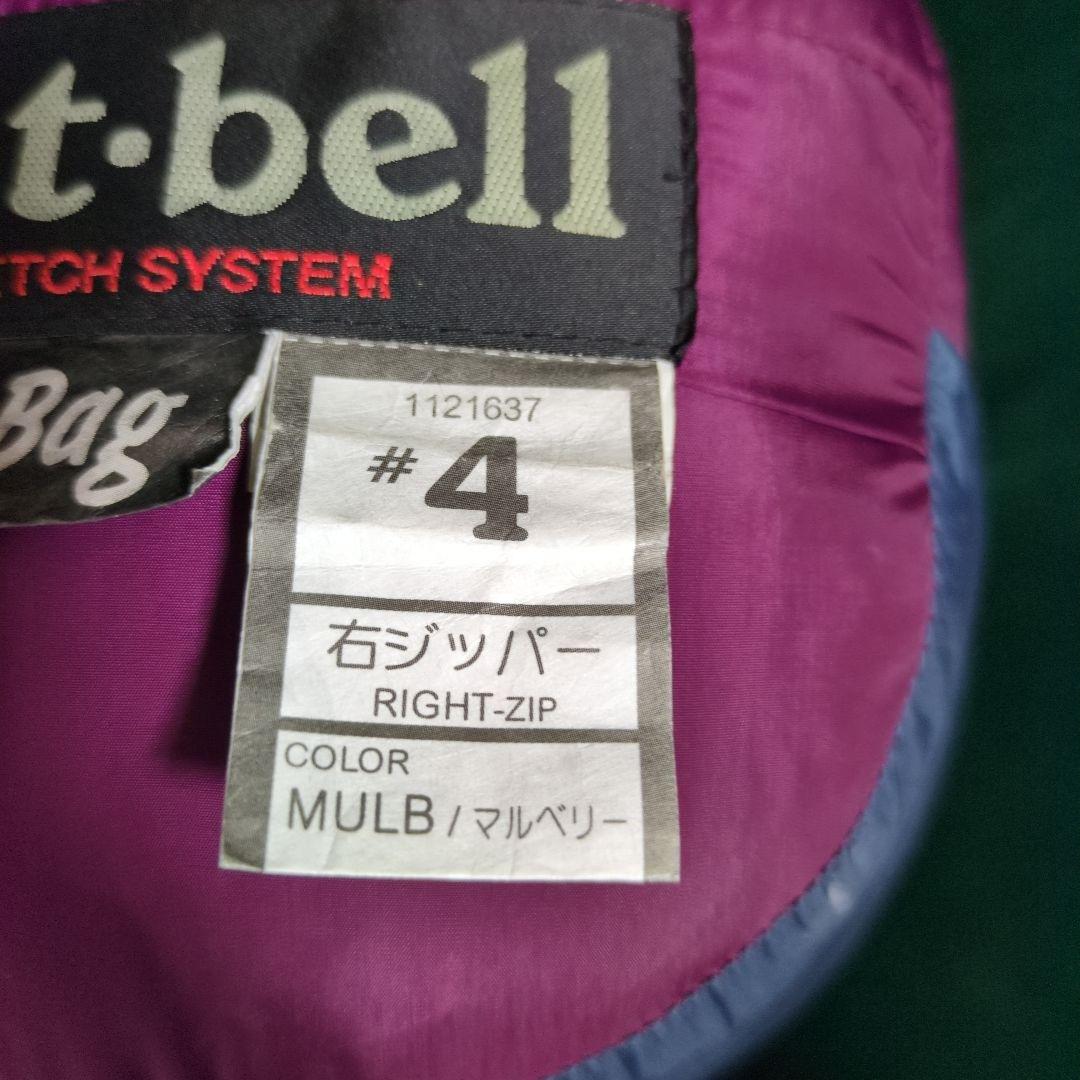 t·bell
ETCH SYSTEM
Bag
1121637
#4
右ジッパー
RIGHT-ZIP
COLOR
MULB / マルベリー